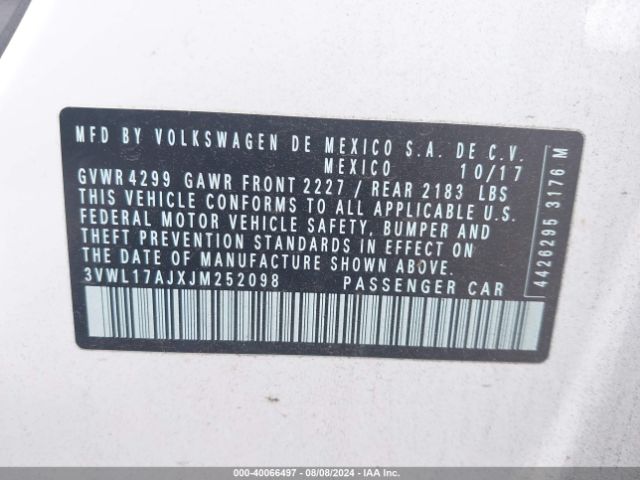 MFD BY VOLKSWAGEN DE MEXICO S.A. DE C.V.
MEXICO 10/17
GVWR 4299 GAWR FRONT 2227 / REAR 2183 LBS
THIS VEHICLE CONFORMS TO ALL APPLICABLE U.S.
FEDERAL MOTOR VEHICLE SAFETY, BUMPER AND
THEFT PREVENTION STANDARDS IN EFFECT ON
THE DATE OF MANUFACTURE SHOWN ABOVE.
3VWL17AJXJM252098 PASSENGER CAR
4426295 3176 M
000-40066497 - 08/08/2024 - IAAI.COM